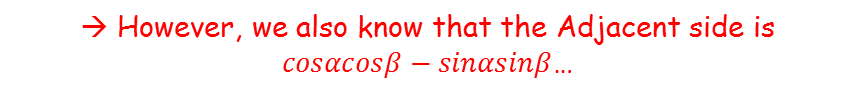 → However, we also know that the Adjacent side is
cosαcosβ − sinαsinβ…